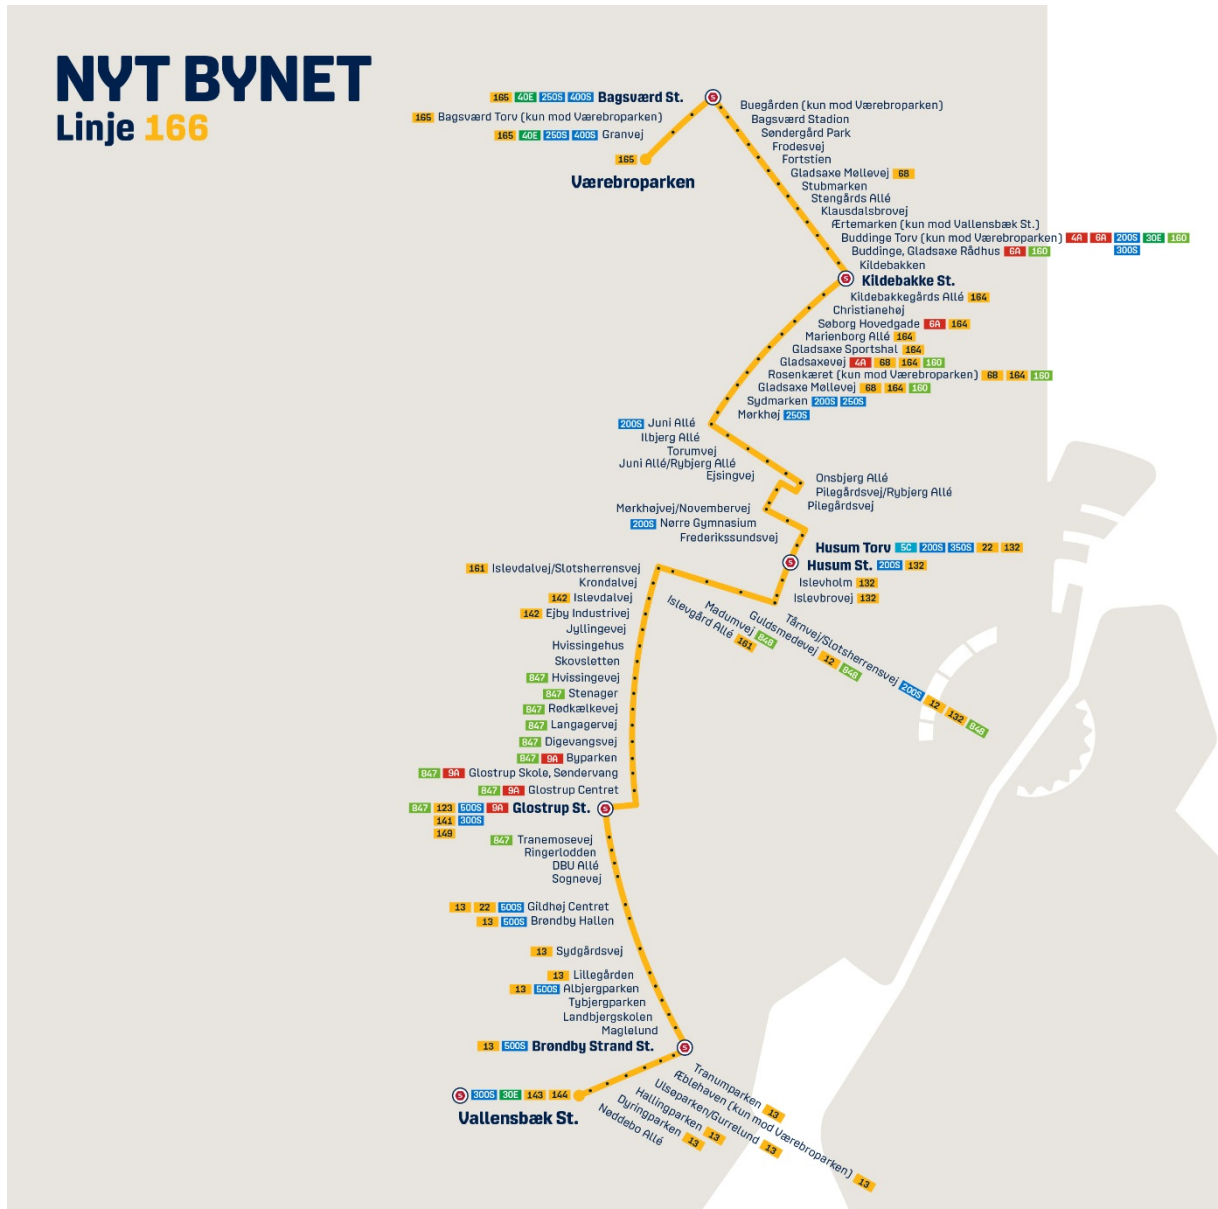 NYT BYNET
Linje 166
165 40E 250S 400S Bagsværd St.
165 Bagsværd Torv (kun mod Værebroparken)
165 40E 250S 400S Granvej
165
Værebroparken
Buegården (kun mod Værebroparken)
Bagsværd Stadion
Søndergård Park
Frodesvej
Fortstien
Gladsaxe Møllevej 68
Stubmarken
Stengårds Allé
Klausdalsbrovej
Ærtemarken (kun mod Vallensbæk St.)
Buddinge Torv (kun mod Værebroparken) 4A 6A 200S 30E 160
300S
Buddinge, Gladsaxe Rådhus 6A 160
Kildebakken
Kildebakke St.
Kildebakkegårds Allé 164
Christianehøj
Søborg Hovedgade 6A 164
Marienborg Allé 164
Gladsaxe Sportshal 164
Gladsaxevej 4A 68 164 160
Rosenkæret (kun mod Værebroparken) 68 164 160
Gladsaxe Møllevej 68 164 160
Sydmarken 200S 250S
Mørkhøj 250S
200S Juni Allé
Ilbjerg Allé
Torumvej
Juni Allé/Rybjerg Allé
Ejsingvej
Onsbjerg Allé
Pilegårdsvej/Rybjerg Allé
Pilegårdsvej
Mørkhøjvej/Novembervej
200S Nørre Gymnasium
Frederikssundsvej
Husum Torv 5C 200S 350S 22 132
Husum St. 200S 132
Islevholm 132
Islevbrovej 132
Tårnvej/Slotsherrensvej 200S 12 132 848
Guldsmedevej 12 848
Madumvej 848
Islevgård Allé 161
161 Islevdalvej/Slotsherrensvej
Krondalvej
142 Islevdalvej
142 Ejby Industrivej
Jyllingevej
Hvissingehus
Skovsletten
847 Hvissingevej
847 Stenager
847 Rødkælkevej
847 Langagervej
847 Digevangsvej
847 9A Byparken
847 9A Glostrup Skole, Søndervang
847 9A Glostrup Centret
847 123 500S 9A Glostrup St.
141 300S
149
847 Tranemosevej
Ringerlodden
DBU Allé
Sognevej
13 22 500S Gildhøj Centret
13 500S Brøndby Hallen
13 Sydgårdsvej
13 Lillegården
13 500S Albjergparken
Tybjergparken
Landbjergskolen
Maglelund
13 500S Brøndby Strand St.
Tranumparken 13
Æblehaven (kun mod Værebroparken) 13
Ulsøparken/Gurrelund 13
Hallingparken 13
Dyringparken 13
Nøddebo Allé
300S 30E 143 144
Vallensbæk St.